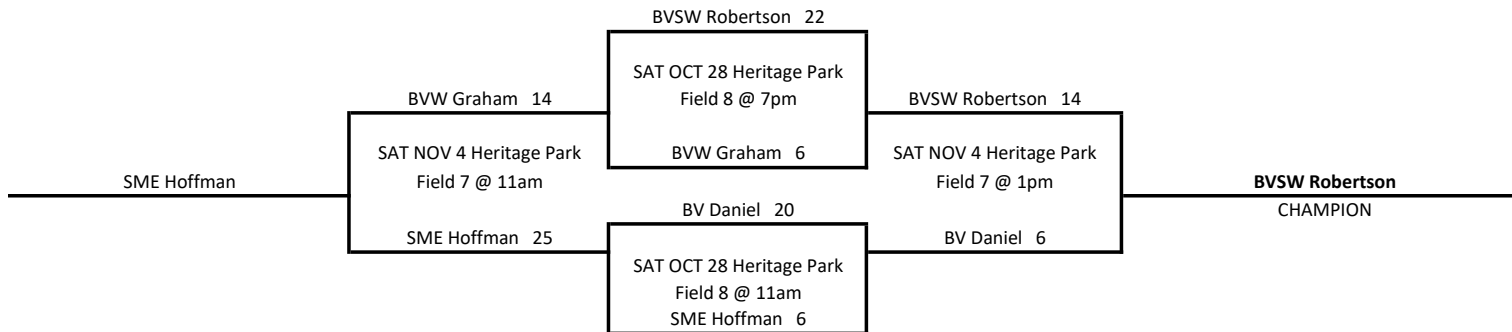 BVSW Robertson 22
SAT OCT 28 Heritage Park
Field 8 @ 7pm
BVW Graham 14
BVSW Robertson 14
SAT NOV 4 Heritage Park
Field 7 @ 11am
BVW Graham 6
SAT NOV 4 Heritage Park
Field 7 @ 1pm
SME Hoffman
BVSW Robertson
CHAMPION
BV Daniel 20
SME Hoffman 25
BV Daniel 6
SAT OCT 28 Heritage Park
Field 8 @ 11am
SME Hoffman 6